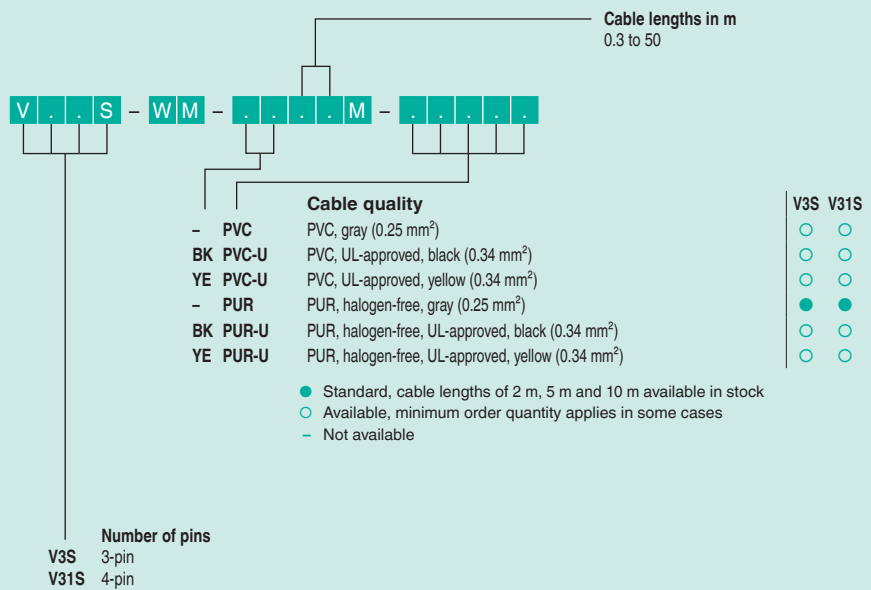 Cable lengths in m
0.3 to 50
V . . S – W M – . . . . M – . . . . .
Cable quality V3S V31S
– PVC PVC, gray (0.25 mm²) ○ ○
BK PVC-U PVC, UL-approved, black (0.34 mm²) ○ ○
YE PVC-U PVC, UL-approved, yellow (0.34 mm²) ○ ○
– PUR PUR, halogen-free, gray (0.25 mm²) ● ●
BK PUR-U PUR, halogen-free, UL-approved, black (0.34 mm²) ○ ○
YE PUR-U PUR, halogen-free, UL-approved, yellow (0.34 mm²) ○ ○
● Standard, cable lengths of 2 m, 5 m and 10 m available in stock
○ Available, minimum order quantity applies in some cases
– Not available
Number of pins
V3S 3-pin
V31S 4-pin